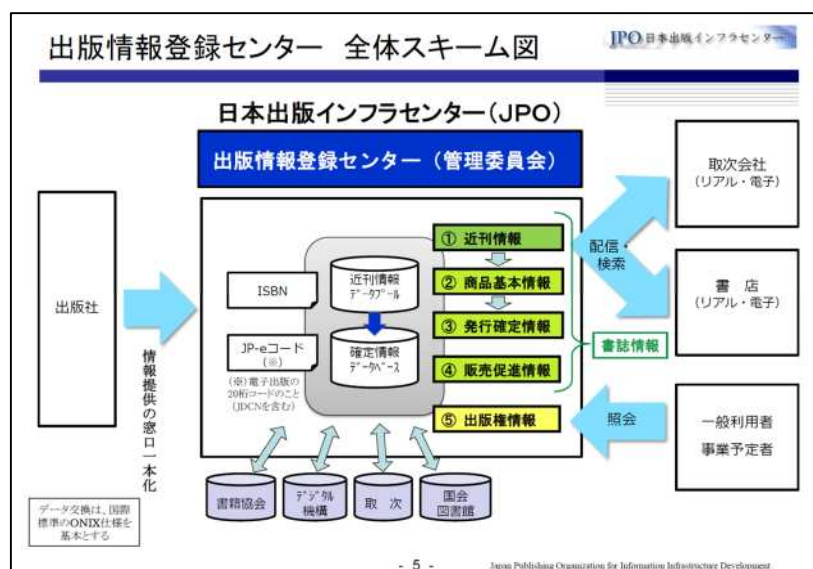 出版情報登録センター 全体スキーム図
JPO 日本出版インフラセンター
日本出版インフラセンター(JPO)
出版情報登録センター(管理委員会)
出版社
情報提供の窓口一本化
ISBN
JP-eコード
(※)
(※)電子出版の
20桁コードのこと
(JDCNを含む)
近刊情報
データプール
確定情報
データベース
① 近刊情報
② 商品基本情報
③ 発行確定情報
④ 販売促進情報
⑤ 出版権情報
配信・
検索
書誌情報
照会
取次会社
(リアル・電子)
書 店
(リアル・電子)
一般利用者
事業予定者
書籍協会
デジタル
機構
取 次
国会
図書館
データ交換は、国際
標準のONIX仕様を
基本とする
- 5 -
Japan Publishing Organization for Information Infrastructure Development